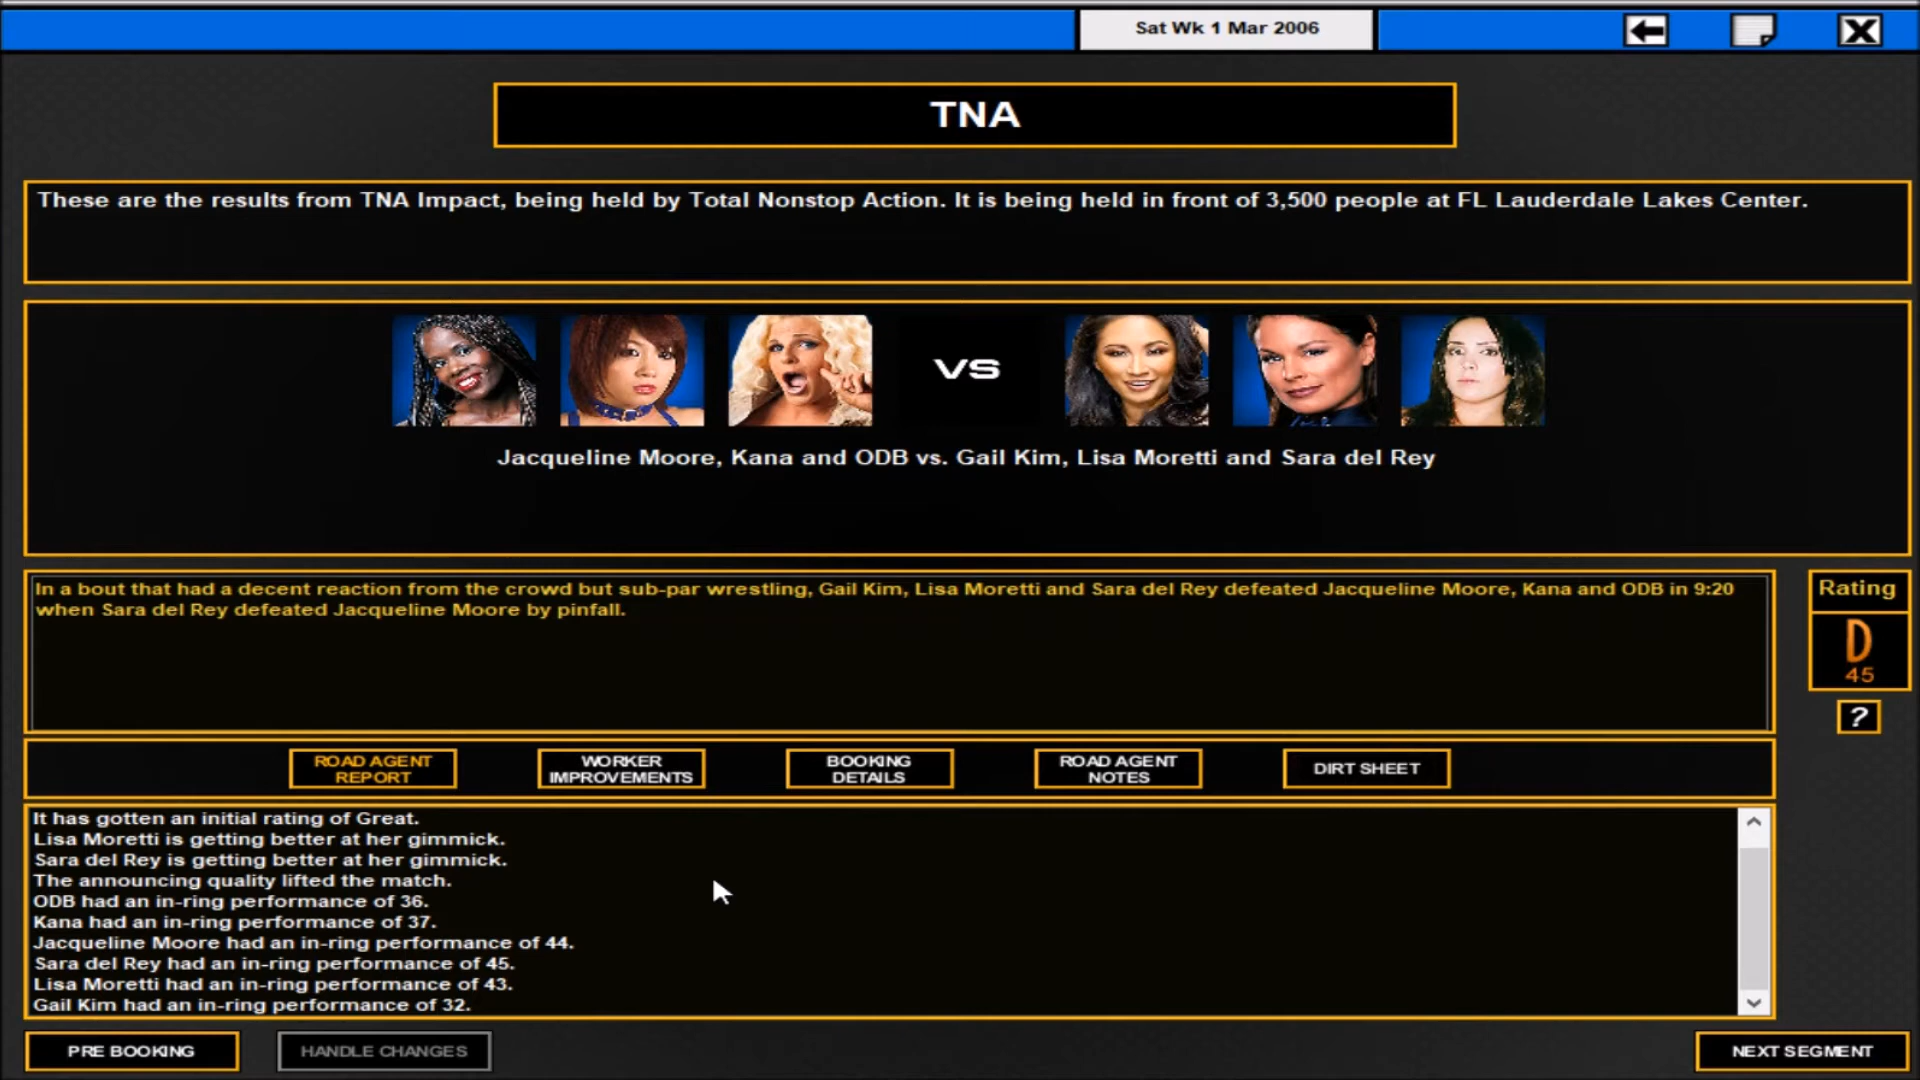 Sat Wk 1 Mar 2006
TNA
These are the results from TNA Impact, being held by Total Nonstop Action. It is being held in front of 3,500 people at FL Lauderdale Lakes Center.
VS
Jacqueline Moore, Kana and ODB vs. Gail Kim, Lisa Moretti and Sara del Rey
In a bout that had a decent reaction from the crowd but sub-par wrestling, Gail Kim, Lisa Moretti and Sara del Rey defeated Jacqueline Moore, Kana and ODB in 9:20
when Sara del Rey defeated Jacqueline Moore by pinfall.
Rating
D
45
?
ROAD AGENT
REPORT
WORKER
IMPROVEMENTS
BOOKING
DETAILS
ROAD AGENT
NOTES
DIRT SHEET
It has gotten an initial rating of Great.
Lisa Moretti is getting better at her gimmick.
Sara del Rey is getting better at her gimmick.
The announcing quality lifted the match.
ODB had an in-ring performance of 36.
Kana had an in-ring performance of 37.
Jacqueline Moore had an in-ring performance of 44.
Sara del Rey had an in-ring performance of 45.
Lisa Moretti had an in-ring performance of 43.
Gail Kim had an in-ring performance of 32.
PRE BOOKING
HANDLE CHANGES
NEXT SEGMENT